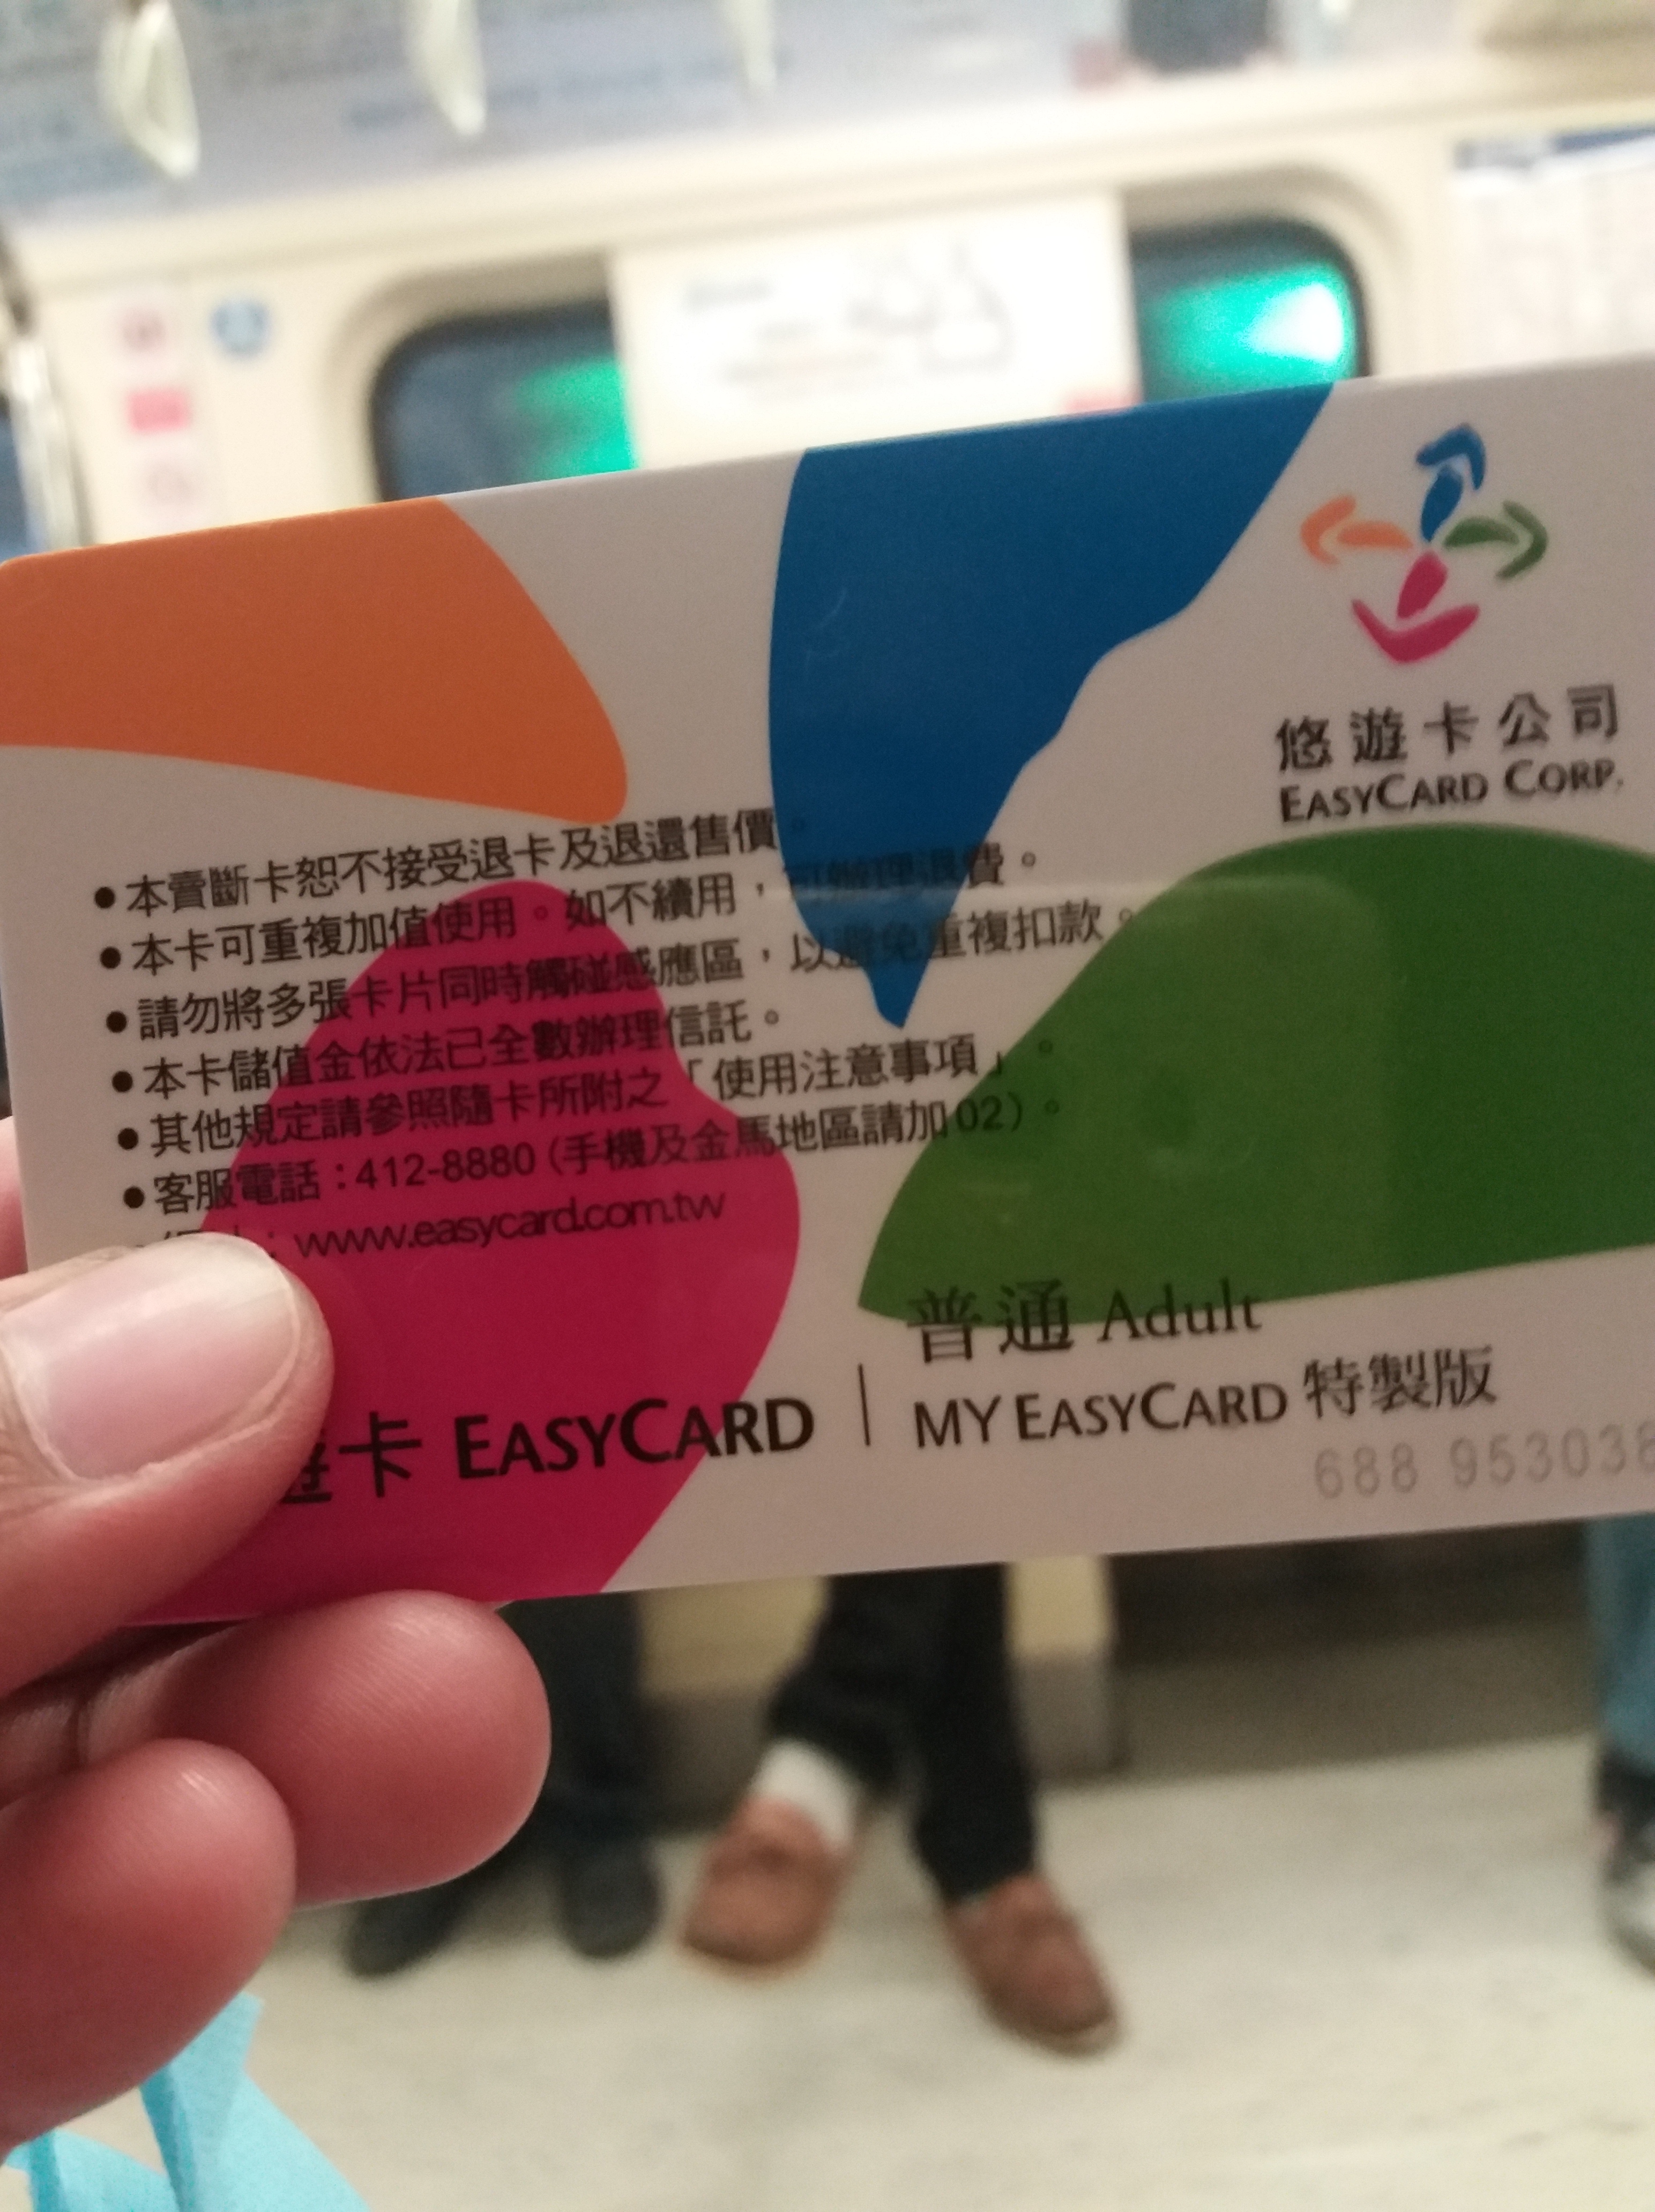 悠遊卡公司
EASYCARD CORP.
•本賣斷卡恕不接受退卡及退還售價。
•本卡可重複加值使用。如不續用，可辦理退費。
•請勿將多張卡片同時觸碰感應區，以避免重複扣款。
•本卡儲值金依法已全數辦理信託。
•其他規定請參照隨卡所附之「使用注意事項」。
•客服電話：412-8880 (手機及金馬地區請加02)。
: www.easycard.com.tw
普通 Adult
遊卡 EASYCARD | MY EASYCARD 特製版
688 953038